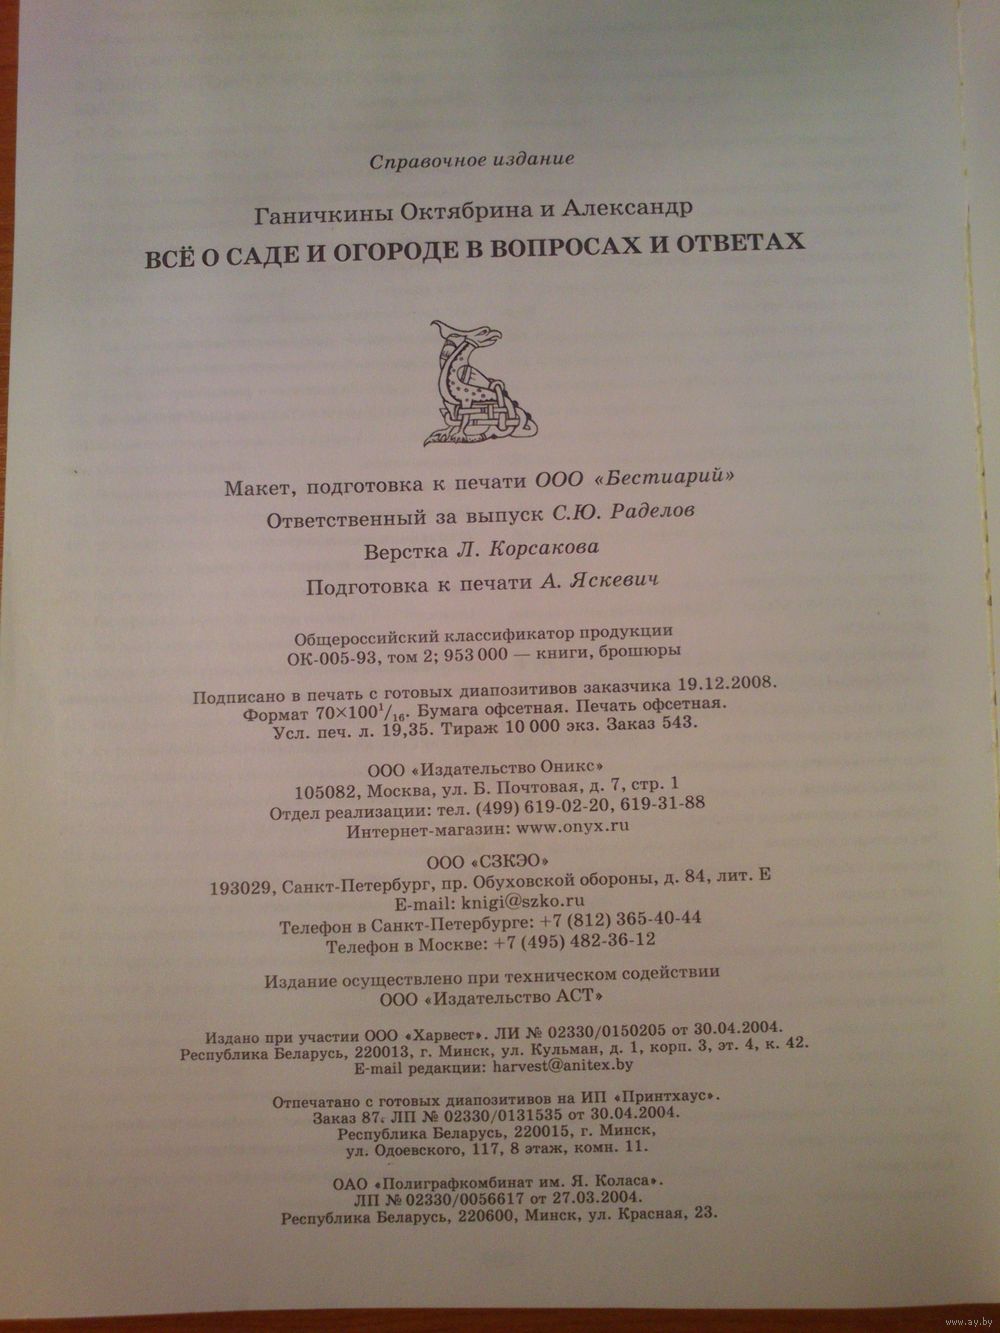 Справочное издание
Ганичкины Октябрина и Александр
ВСЁ О САДЕ И ОГОРОДЕ В ВОПРОСАХ И ОТВЕТАХ
Макет, подготовка к печати ООО «Бестиарий»
Ответственный за выпуск С.Ю. Раделов
Верстка Л. Корсакова
Подготовка к печати А. Яскевич
Общероссийский классификатор продукции
ОК-005-93, том 2; 953 000 — книги, брошюры
Подписано в печать с готовых диапозитивов заказчика 19.12.2008.
Формат 70×100¹/₁₆. Бумага офсетная. Печать офсетная.
Усл. печ. л. 19,35. Тираж 10 000 экз. Заказ 543.
ООО «Издательство Оникс»
105082, Москва, ул. Б. Почтовая, д. 7, стр. 1
Отдел реализации: тел. (499) 619-02-20, 619-31-88
Интернет-магазин: www.onyx.ru
ООО «СЗКЭО»
193029, Санкт-Петербург, пр. Обуховской обороны, д. 84, лит. Е
E-mail: knigi@szko.ru
Телефон в Санкт-Петербурге: +7 (812) 365-40-44
Телефон в Москве: +7 (495) 482-36-12
Издание осуществлено при техническом содействии
ООО «Издательство АСТ»
Издано при участии ООО «Харвест». ЛИ № 02330/0150205 от 30.04.2004.
Республика Беларусь, 220013, г. Минск, ул. Кульман, д. 1, корп. 3, эт. 4, к. 42.
E-mail редакции: harvest@anitex.by
Отпечатано с готовых диапозитивов на ИП «Принтхаус».
Заказ 87. ЛП № 02330/0131535 от 30.04.2004.
Республика Беларусь, 220015, г. Минск,
ул. Одоевского, 117, 8 этаж, комн. 11.
ОАО «Полиграфкомбинат им. Я. Коласа».
ЛП № 02330/0056617 от 27.03.2004.
Республика Беларусь, 220600, Минск, ул. Красная, 23.
www.ay.by